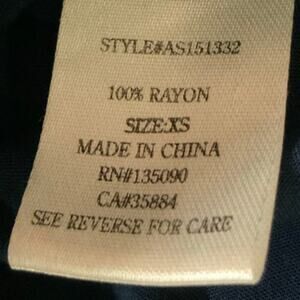 STYLE#AS151332
100% RAYON
SIZE:XS
MADE IN CHINA
RN#135090
CA#35884
SEE REVERSE FOR CARE